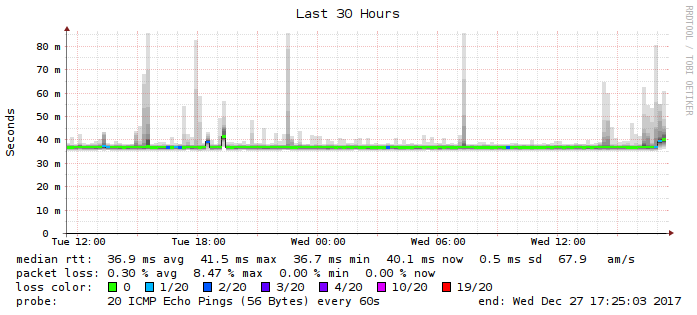 Last 30 Hours
RRDTOOL / TOBI OETIKER
Seconds
80 m
70 m
60 m
50 m
40 m
30 m
20 m
10 m
0
Tue 12:00 Tue 18:00 Wed 00:00 Wed 06:00 Wed 12:00
median rtt: 36.9 ms avg 41.5 ms max 36.7 ms min 40.1 ms now 0.5 ms sd 67.9 am/s
packet loss: 0.30 % avg 8.47 % max 0.00 % min 0.00 % now
loss color: 0 1/20 2/20 3/20 4/20 10/20 19/20
probe: 20 ICMP Echo Pings (56 Bytes) every 60s end: Wed Dec 27 17:25:03 2017